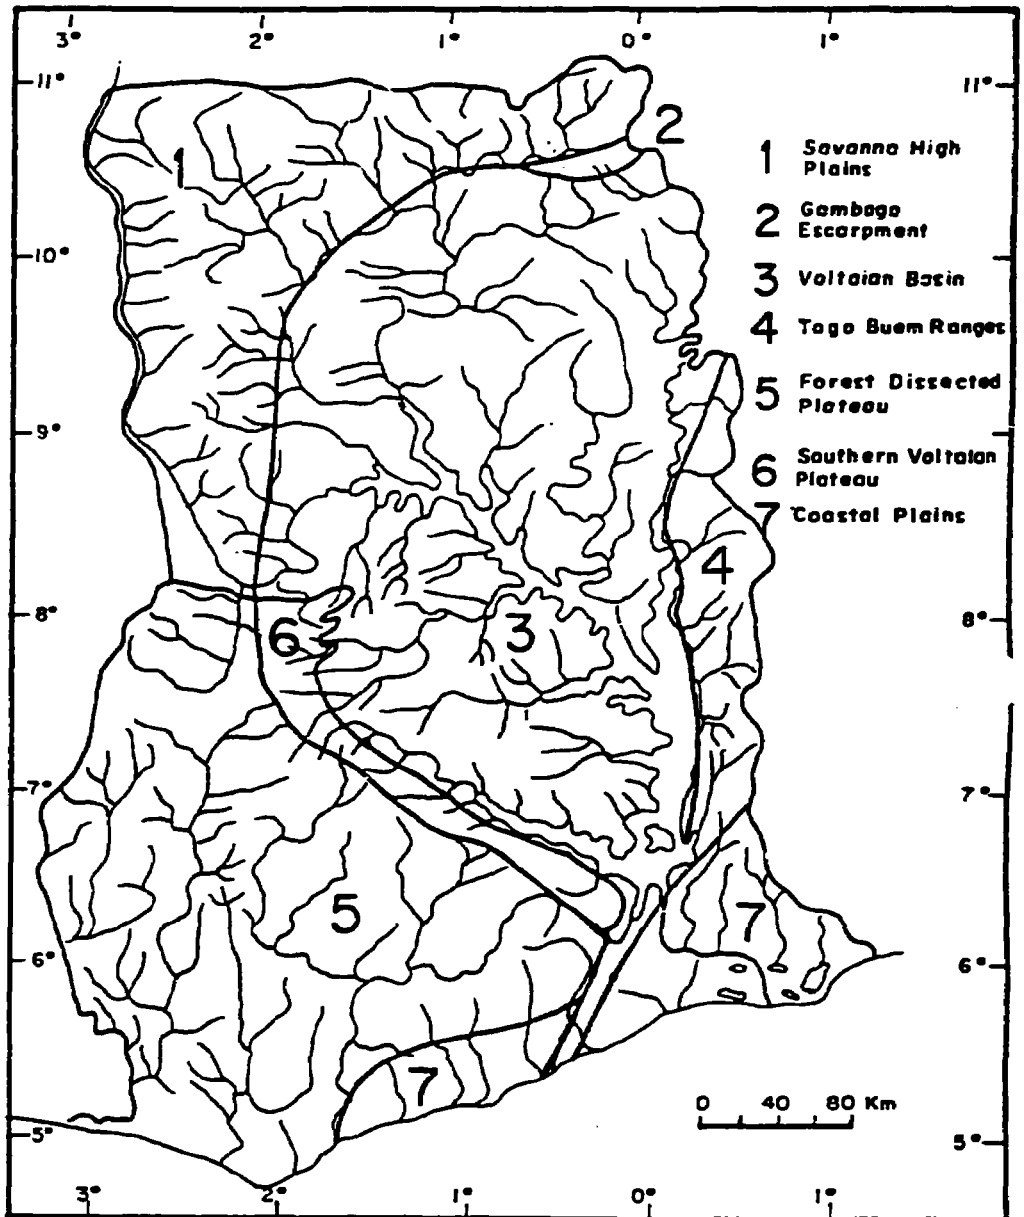 3° 2° 1° 0° 1°
11° 11°
2
1
1 Savanna High
Plains
2 Gambaga
Escarpment
10°
3 Voltaian Basin
4 Togo Buem Ranges
5 Forest Dissected
Plateau
9°
6 Southern Voltaian
Plateau
7 Coastal Plains
4
8° 8°
6 3
7° 7°
5 7
6° 6°
7
0 40 80 Km
5° 5°
3° 2° 1° 0° 1°